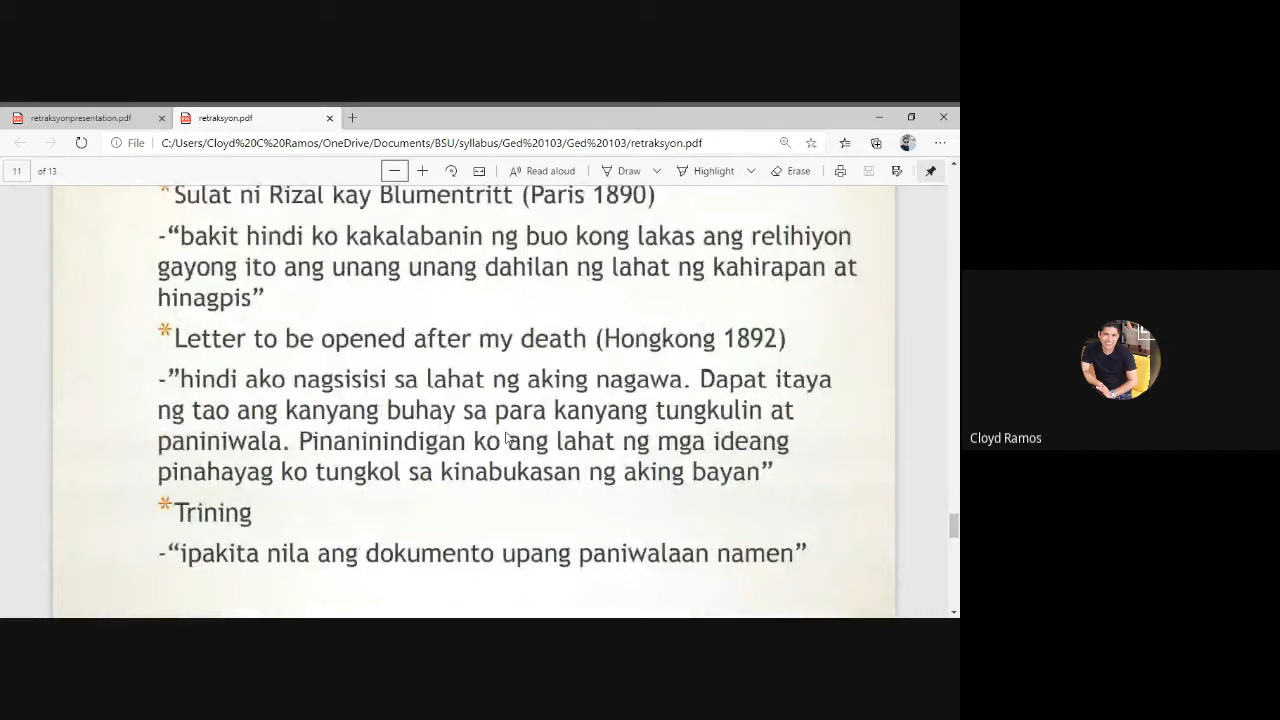 retraksyonpresentation.pdf
retraksyon.pdf
File C:/Users/Cloyd%20C%20Ramos/OneDrive/Documents/BSU/syllabus/Ged%20103/Ged%20103/retraksyon.pdf
11 of 13
Read aloud Draw Highlight Erase
*Sulat ni Rizal kay Blumentritt (Paris 1890)
-“bakit hindi ko kakalabanin ng buo kong lakas ang relihiyon
gayong ito ang unang unang dahilan ng lahat ng kahirapan at
hinagpis”
*Letter to be opened after my death (Hongkong 1892)
-”hindi ako nagsisisi sa lahat ng aking nagawa. Dapat itaya
ng tao ang kanyang buhay sa para kanyang tungkulin at
paniniwala. Pinaninindigan ko ang lahat ng mga ideang
pinahayag ko tungkol sa kinabukasan ng aking bayan”
*Trining
-“ipakita nila ang dokumento upang paniwalaan namen”
Cloyd Ramos